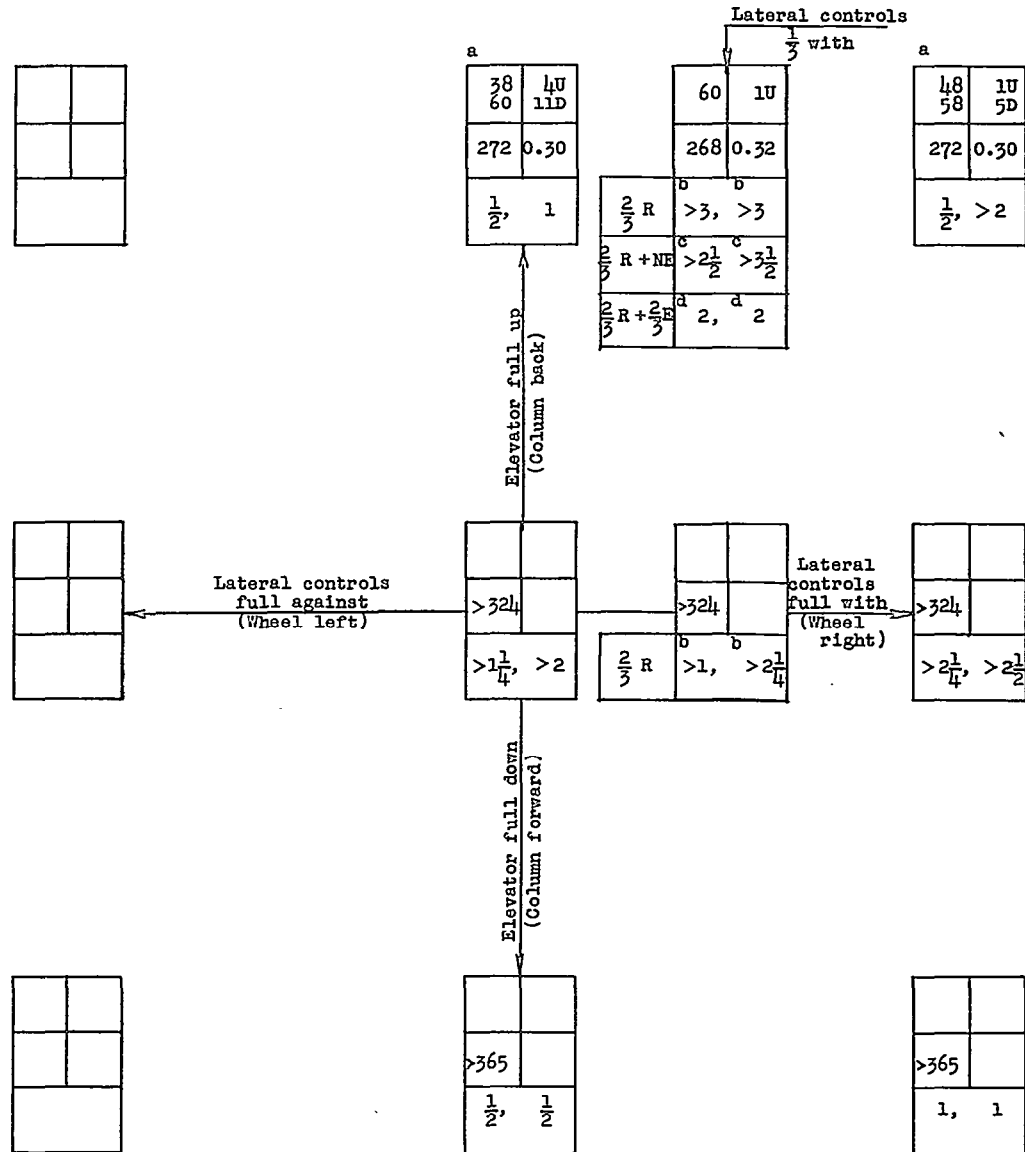 Lateral controls
1/3 with
a
38 4U
60 11D
272 0.30
1/2, 1
60 1U
268 0.32
2/3 R b >3, b >3
2/3 R + NE c >2 1/2 c >3 1/2
2/3 R + 2/3 E d 2, d 2
a
48 1U
58 5D
272 0.30
1/2, >2
Elevator full up
(Column back)
Lateral controls
full against
(Wheel left)
>324
>1 1/4, >2
>324
2/3 R b >1, b >2 1/4
Lateral
controls
full with
(Wheel
right)
>324
>2 1/4, >2 1/2
Elevator full down
(Column forward)
>365
1/2, 1/2
>365
1, 1